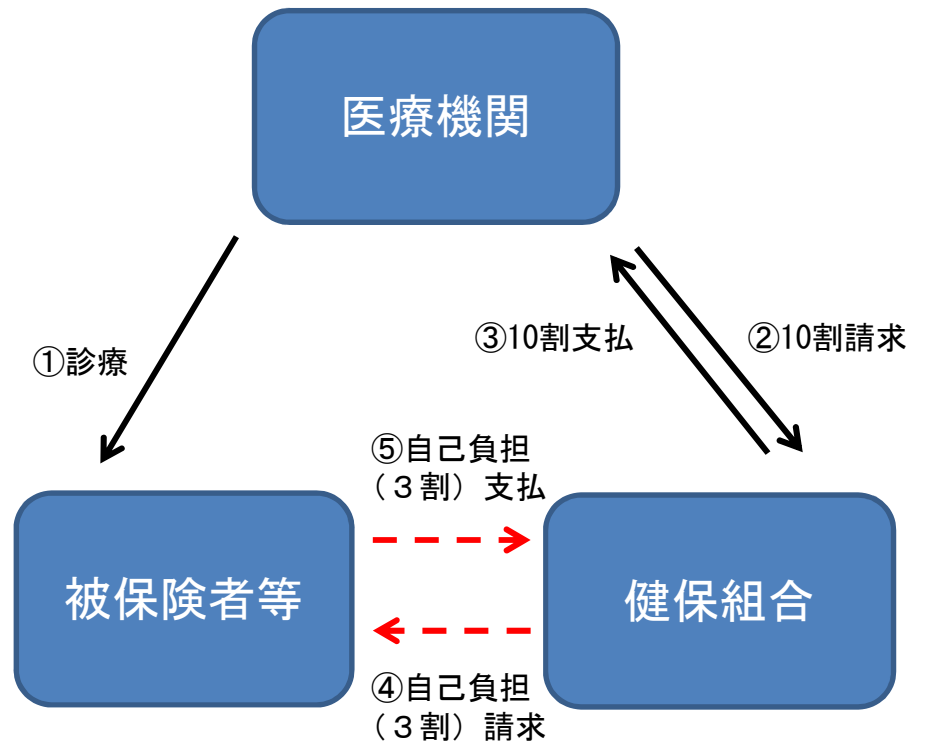 医療機関
③10割支払
②10割請求
①診療
⑤自己負担
（３割）支払
被保険者等
健保組合
④自己負担
（３割）請求